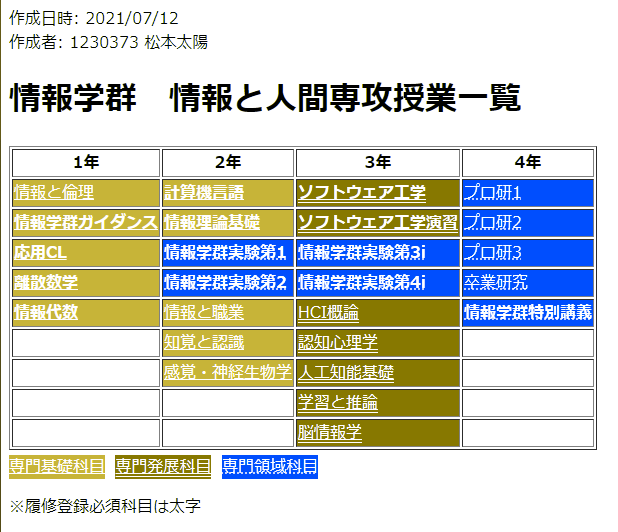 作成日時: 2021/07/12
作成者: 1230373 松本太陽
情報学群　情報と人間専攻授業一覧
1年 2年 3年 4年
情報と倫理 計算機言語 ソフトウェア工学 プロ研1
情報学群ガイダンス 情報理論基礎 ソフトウェア工学演習 プロ研2
応用CL 情報学群実験第1 情報学群実験第3i プロ研3
離散数学 情報学群実験第2 情報学群実験第4i 卒業研究
情報代数 情報と職業 HCI概論 情報学群特別講義
知覚と認識 認知心理学
感覚・神経生物学 人工知能基礎
学習と推論
脳情報学
専門基礎科目 専門発展科目 専門領域科目
※履修登録必須科目は太字